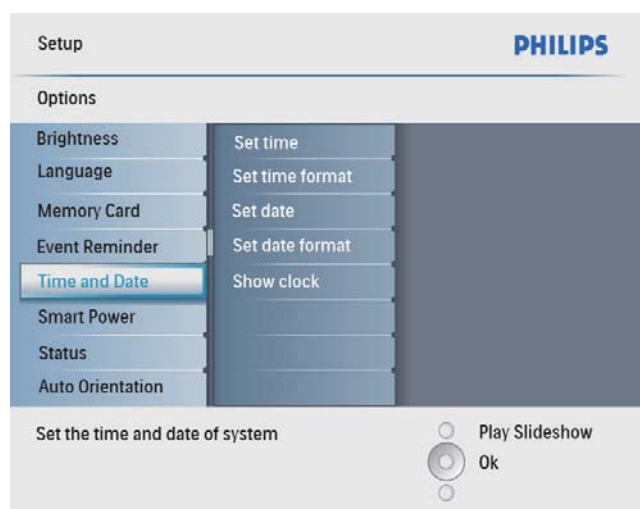 Setup
PHILIPS
Options
Brightness
Language
Memory Card
Event Reminder
Time and Date
Smart Power
Status
Auto Orientation
Set time
Set time format
Set date
Set date format
Show clock
Set the time and date of system
Play Slideshow
Ok